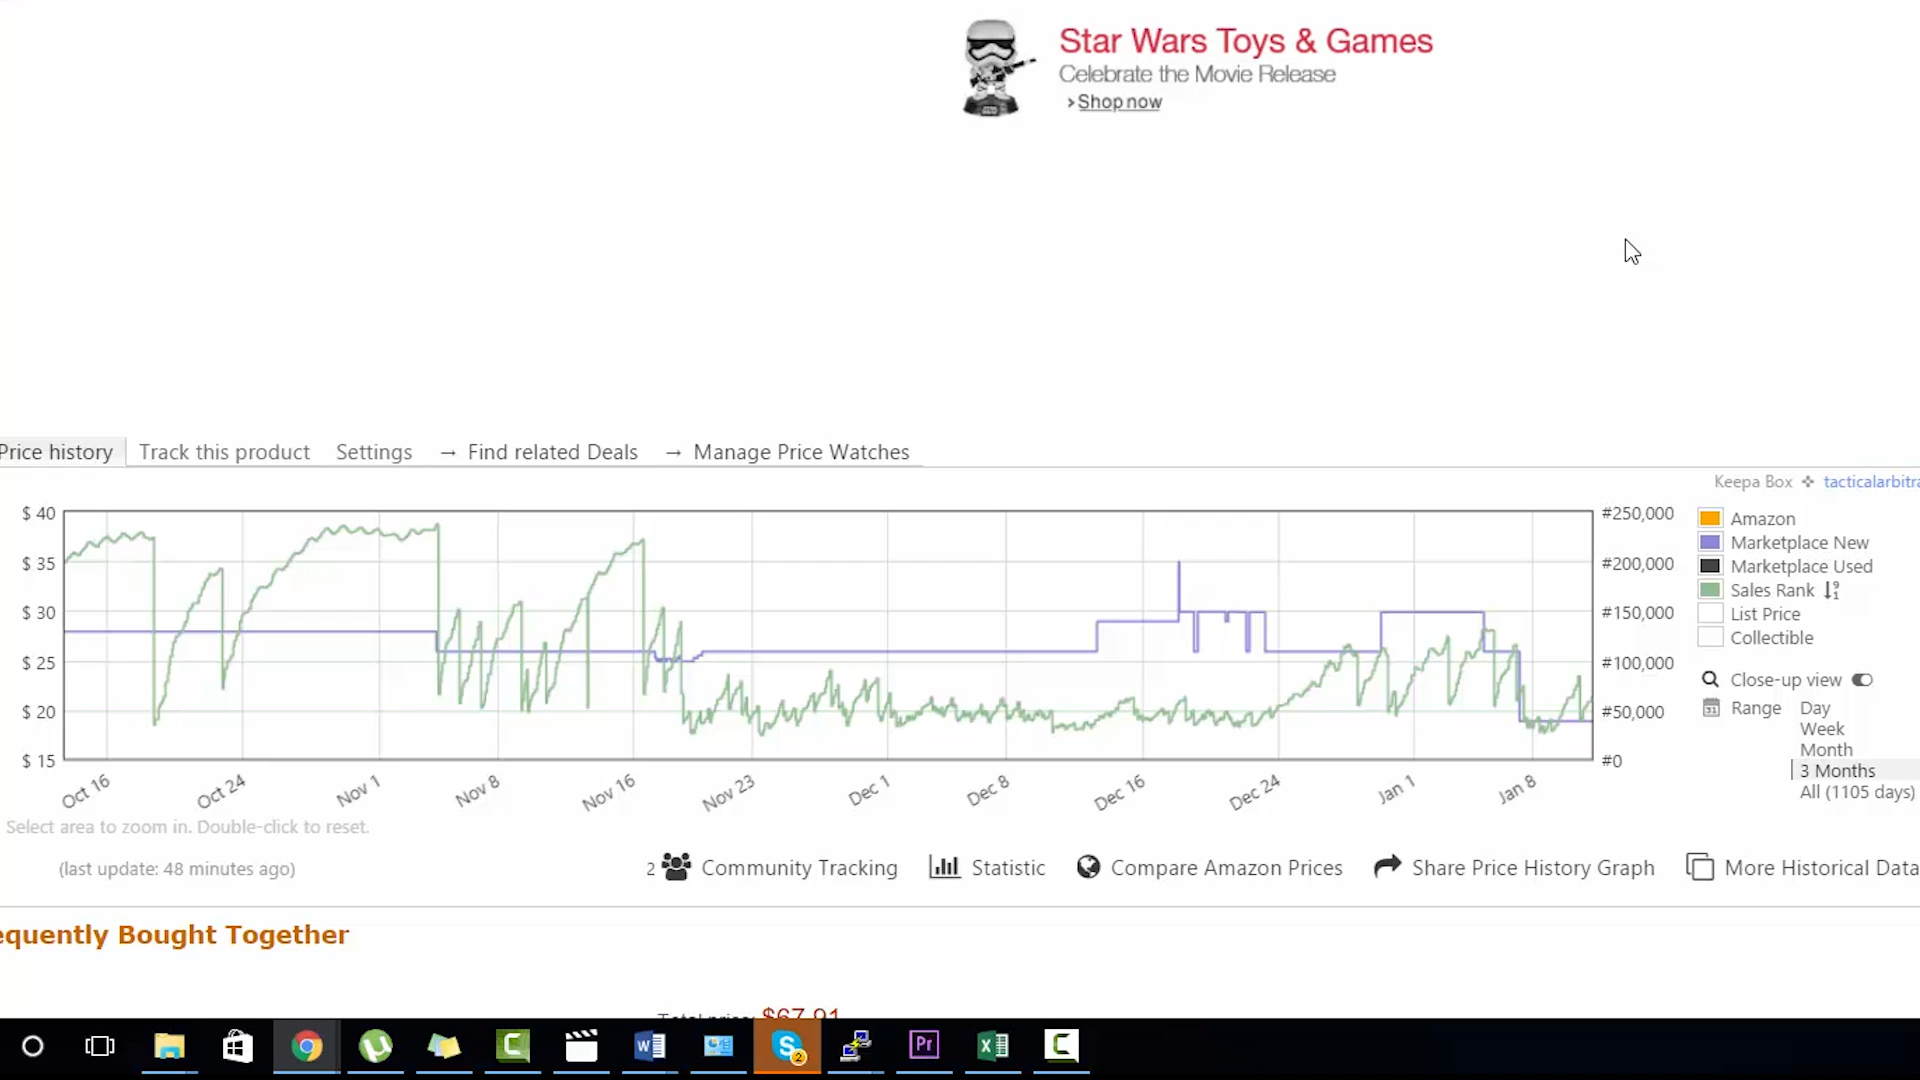 Star Wars Toys & Games
Celebrate the Movie Release
›Shop now
Price history Track this product Settings → Find related Deals → Manage Price Watches
Keepa Box tacticalarbitra
$ 40
$ 35
$ 30
$ 25
$ 20
$ 15
#250,000
#200,000
#150,000
#100,000
#50,000
#0
Amazon
Marketplace New
Marketplace Used
Sales Rank
List Price
Collectible
Close-up view
Range Day
Week
Month
3 Months
All (1105 days)
Oct 16 Oct 24 Nov 1 Nov 8 Nov 16 Nov 23 Dec 1 Dec 8 Dec 16 Dec 24 Jan 1 Jan 8
Select area to zoom in. Double-click to reset.
(last update: 48 minutes ago) 2 Community Tracking Statistic Compare Amazon Prices Share Price History Graph More Historical Data
equently Bought Together
Total price: $67.91